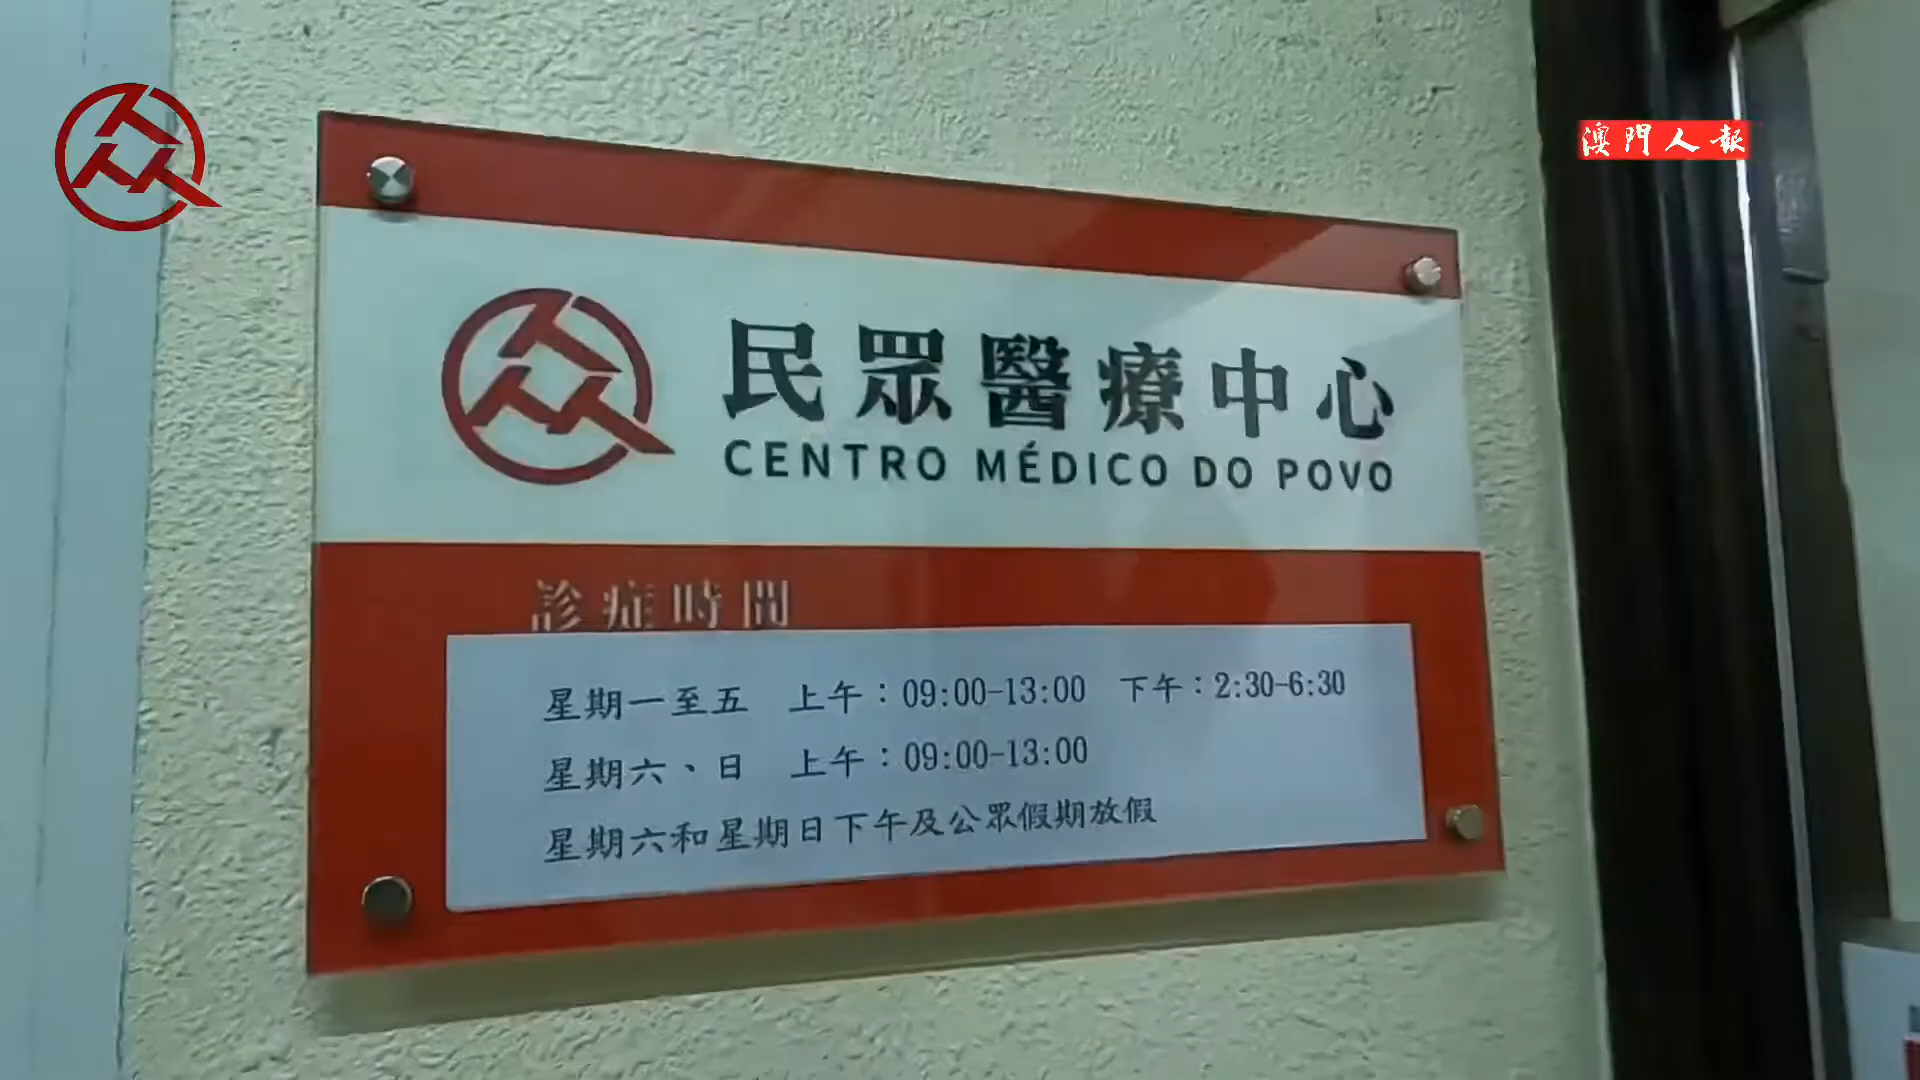 澳門人報
民眾醫療中心
CENTRO MÉDICO DO POVO
診症時間
星期一至五 上午：09:00-13:00 下午：2:30-6:30
星期六、日 上午：09:00-13:00
星期六和星期日下午及公眾假期放假